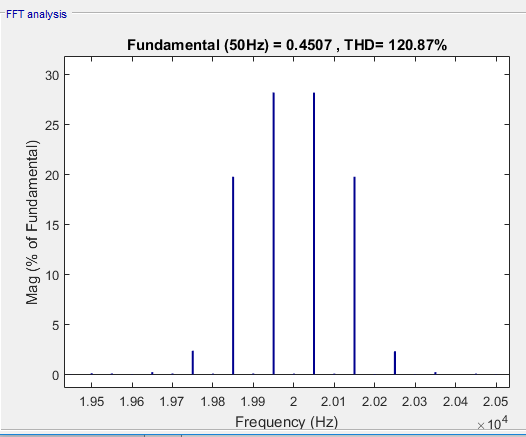 FFT analysis
Fundamental (50Hz) = 0.4507 , THD= 120.87%
Mag (% of Fundamental)
30
25
20
15
10
5
0
1.95 1.96 1.97 1.98 1.99 2 2.01 2.02 2.03 2.04 2.05
Frequency (Hz)
×10^4